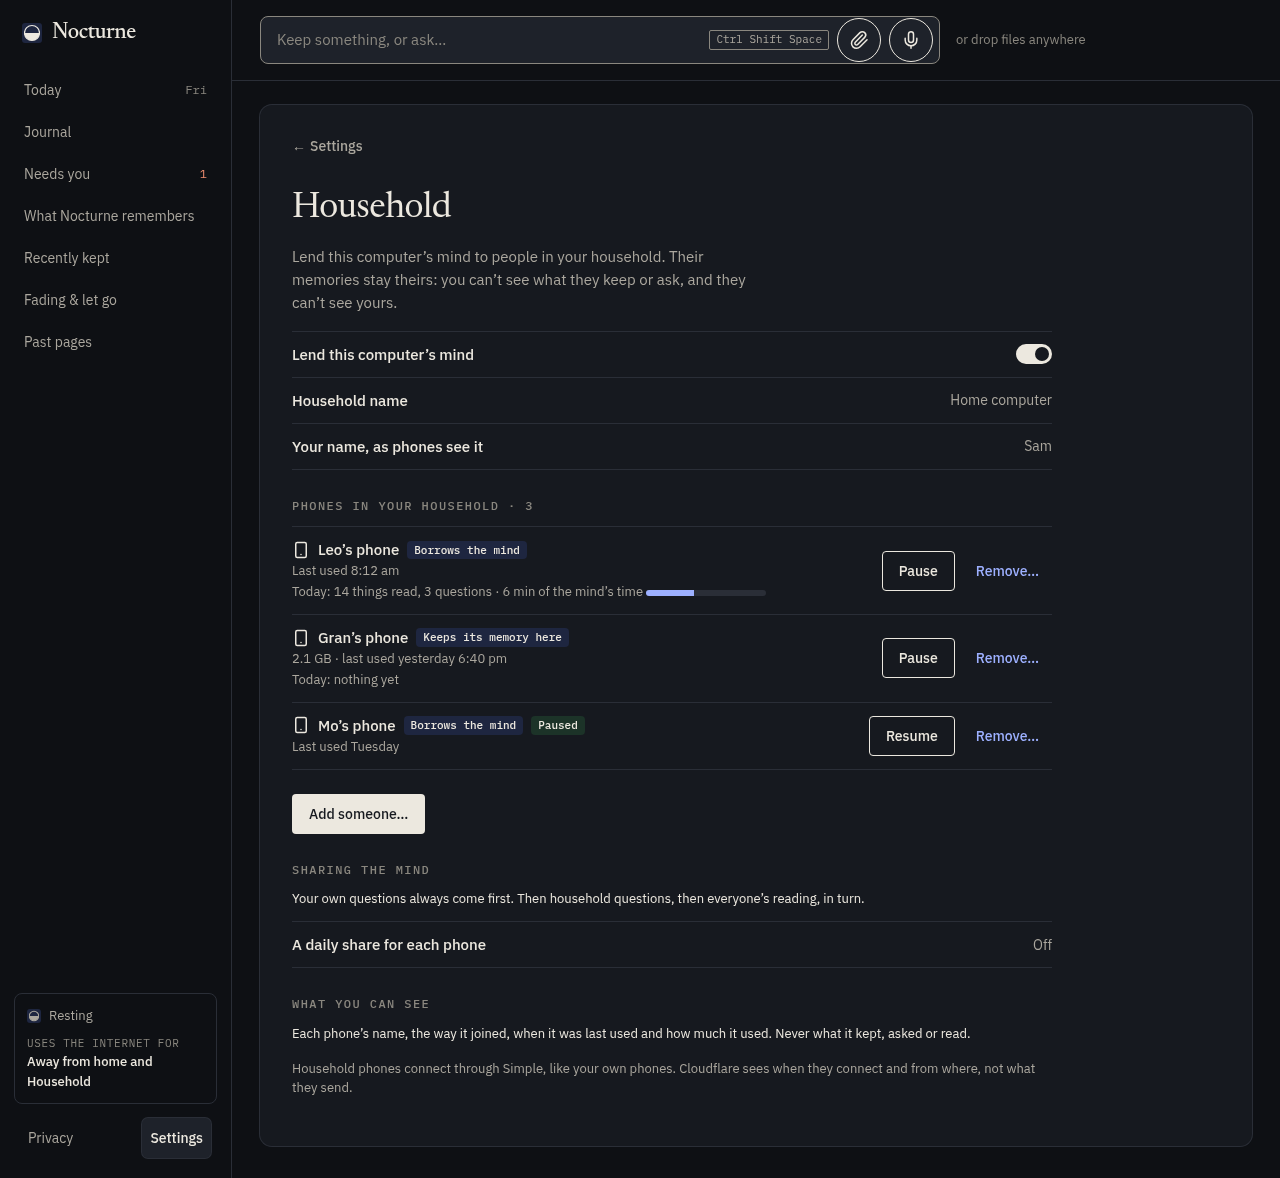 Nocturne
Today
Fri
Journal
Needs you
1
What Nocturne remembers
Recently kept
Fading & let go
Past pages
Resting
USES THE INTERNET FOR
Away from home and
Household
Privacy
Settings
Keep something, or ask…
Ctrl Shift Space
or drop files anywhere
← Settings
Household
Lend this computer’s mind to people in your household. Their
memories stay theirs: you can’t see what they keep or ask, and they
can’t see yours.
Lend this computer’s mind
Household name
Home computer
Your name, as phones see it
Sam
PHONES IN YOUR HOUSEHOLD · 3
Leo’s phone
Borrows the mind
Last used 8:12 am
Today: 14 things read, 3 questions · 6 min of the mind’s time
Pause
Remove…
Gran’s phone
Keeps its memory here
2.1 GB · last used yesterday 6:40 pm
Today: nothing yet
Pause
Remove…
Mo’s phone
Borrows the mind
Paused
Last used Tuesday
Resume
Remove…
Add someone…
SHARING THE MIND
Your own questions always come first. Then household questions, then everyone’s reading, in turn.
A daily share for each phone
Off
WHAT YOU CAN SEE
Each phone’s name, the way it joined, when it was last used and how much it used. Never what it kept, asked or read.
Household phones connect through Simple, like your own phones. Cloudflare sees when they connect and from where, not what
they send.